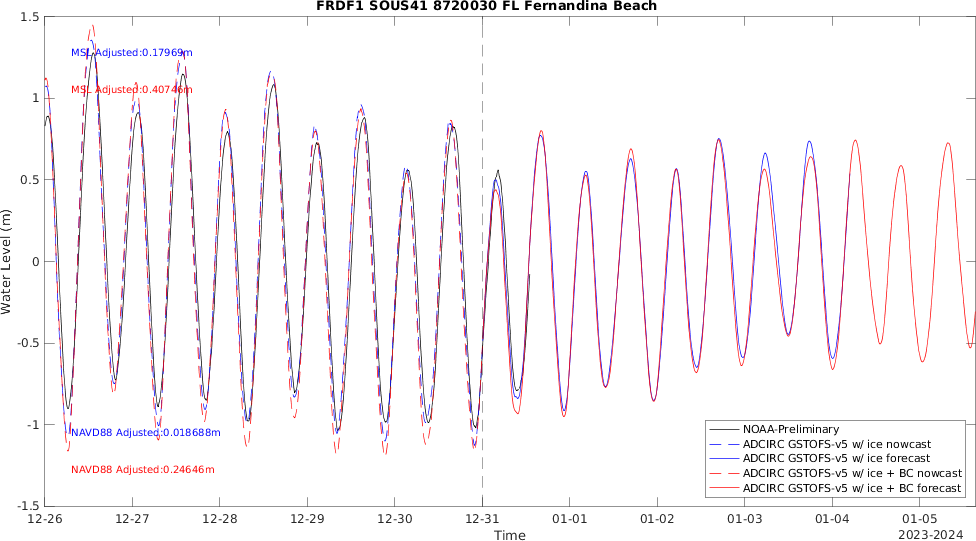 FRDF1 SOUS41 8720030 FL Fernandina Beach
1.5
1
0.5
0
-0.5
-1
-1.5
Water Level (m)
MSL Adjusted:0.17969m
MSL Adjusted:0.40746m
NAVD88 Adjusted:0.018688m
NAVD88 Adjusted:0.24646m
NOAA-Preliminary
ADCIRC GSTOFS-v5 w/ ice nowcast
ADCIRC GSTOFS-v5 w/ ice forecast
ADCIRC GSTOFS-v5 w/ ice + BC nowcast
ADCIRC GSTOFS-v5 w/ ice + BC forecast
12-26 12-27 12-28 12-29 12-30 12-31 01-01 01-02 01-03 01-04 01-05
Time
2023-2024